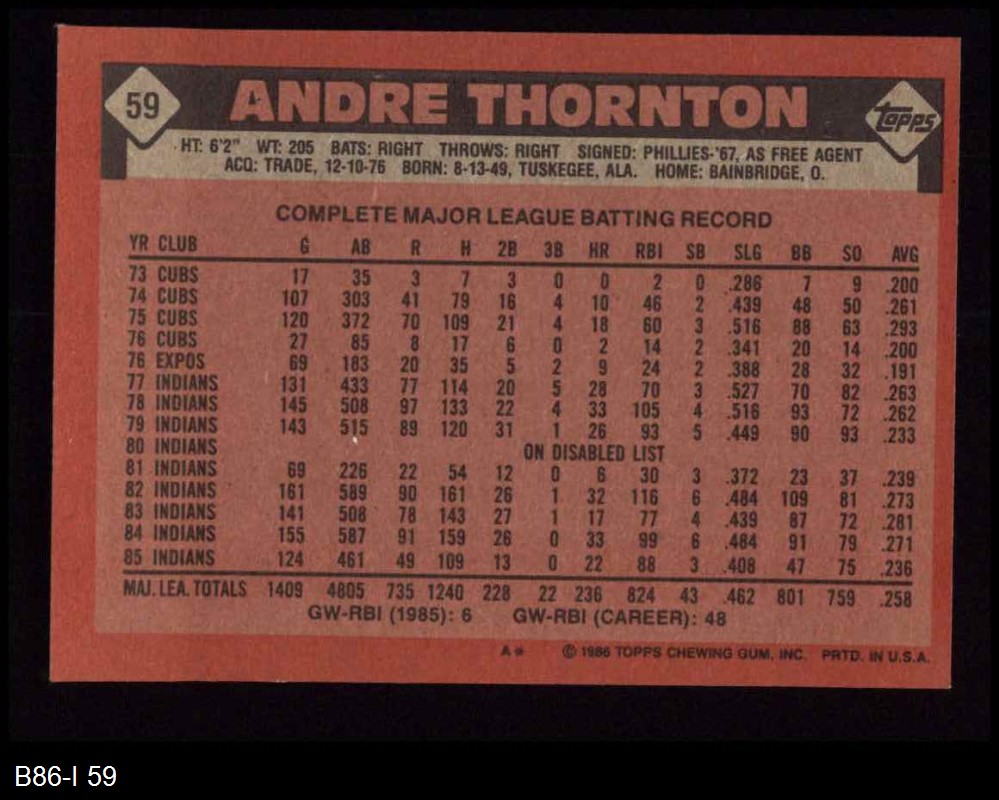 59 ANDRE THORNTON Topps
HT: 6'2" WT: 205 BATS: RIGHT THROWS: RIGHT SIGNED: PHILLIES-'67, AS FREE AGENT
ACQ: TRADE, 12-10-76 BORN: 8-13-49, TUSKEGEE, ALA. HOME: BAINBRIDGE, O.
COMPLETE MAJOR LEAGUE BATTING RECORD
YR CLUB G AB R H 2B 3B HR RBI SB SLG BB SO AVG
73 CUBS 17 35 3 7 3 0 0 2 0 .286 7 9 .200
74 CUBS 107 303 41 79 16 4 10 46 2 .439 48 50 .261
75 CUBS 120 372 70 109 21 4 18 60 3 .516 88 63 .293
76 CUBS 27 85 8 17 6 0 2 14 2 .341 20 14 .200
76 EXPOS 69 183 20 35 5 2 9 24 2 .388 28 32 .191
77 INDIANS 131 433 77 114 20 5 28 70 3 .527 70 82 .263
78 INDIANS 145 508 97 133 22 4 33 105 4 .516 93 72 .262
79 INDIANS 143 515 89 120 31 1 26 93 5 .449 90 93 .233
80 INDIANS ON DISABLED LIST
81 INDIANS 69 226 22 54 12 0 6 30 3 .372 23 37 .239
82 INDIANS 161 589 90 161 26 1 32 116 6 .484 109 81 .273
83 INDIANS 141 508 78 143 27 1 17 77 4 .439 87 72 .281
84 INDIANS 155 587 91 159 26 0 33 99 6 .484 91 79 .271
85 INDIANS 124 461 49 109 13 0 22 88 3 .408 47 75 .236
MAJ. LEA. TOTALS 1409 4805 735 1240 228 22 236 824 43 .462 801 759 .258
GW-RBI (1985): 6 GW-RBI (CAREER): 48
A* © 1986 TOPPS CHEWING GUM, INC. PRTD. IN U.S.A.
B86-I 59